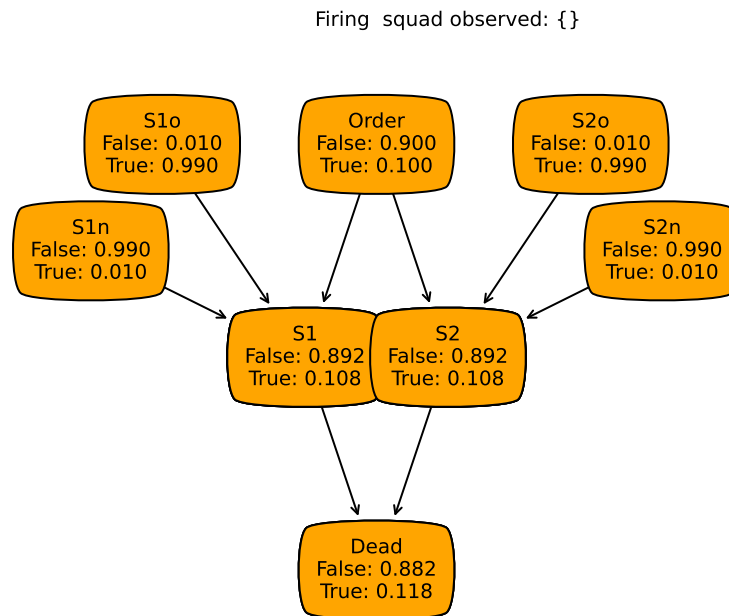 Firing  squad observed: {}
S1o
False: 0.010
True: 0.990
Order
False: 0.900
True: 0.100
S2o
False: 0.010
True: 0.990
S1n
False: 0.990
True: 0.010
S2n
False: 0.990
True: 0.010
S1
False: 0.892
True: 0.108
S2
False: 0.892
True: 0.108
Dead
False: 0.882
True: 0.118